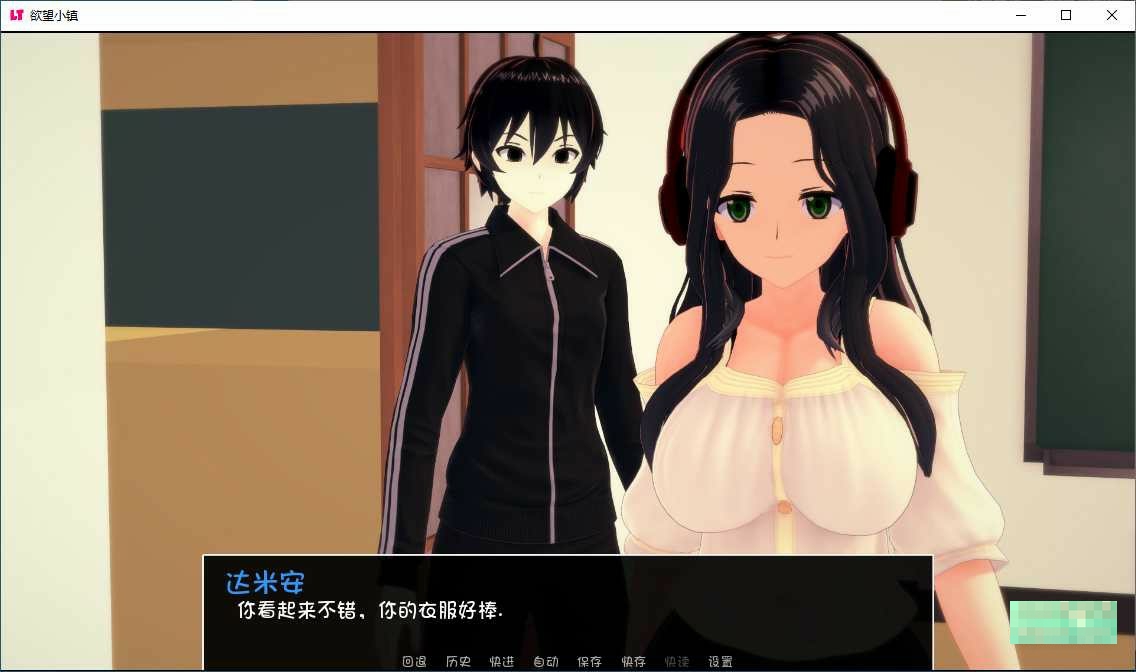 LT 欲望小镇
达米安
你看起来不错，你的衣服好棒.
回退 历史 快进 自动 保存 快存 快读 设置